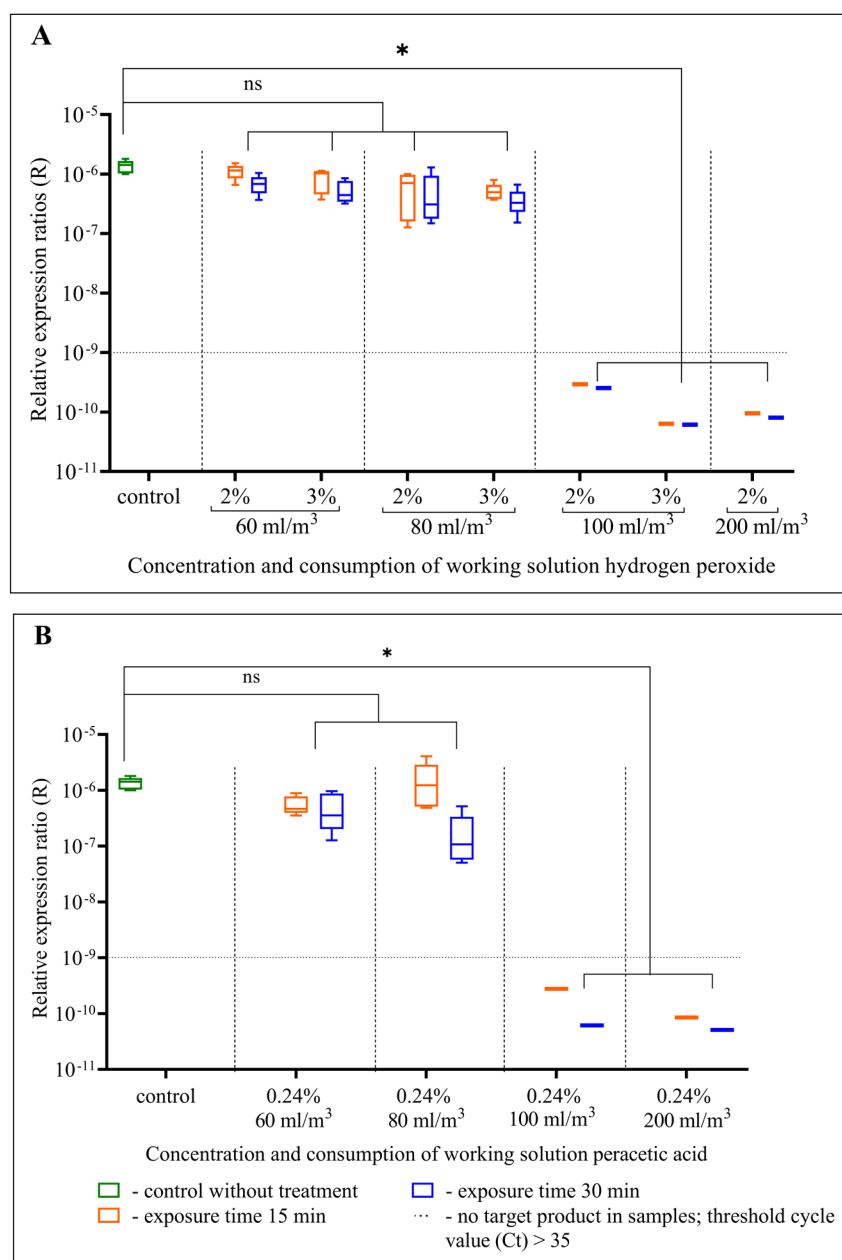 A
*
ns
Relative expression ratios (R)
10-5
10-6
10-7
10-8
10-9
10-10
10-11
control
2%
3%
2%
3%
2%
3%
2%
60 ml/m3
80 ml/m3
100 ml/m3
200 ml/m3
Concentration and consumption of working solution hydrogen peroxide
B
*
ns
Relative expression ratio (R)
10-5
10-6
10-7
10-8
10-9
10-10
10-11
control
0.24%
60 ml/m3
0.24%
80 ml/m3
0.24%
100 ml/m3
0.24%
200 ml/m3
Concentration and consumption of working solution peracetic acid
- control without treatment
- exposure time 15 min
- exposure time 30 min
- no target product in samples; threshold cycle
value (Ct) > 35